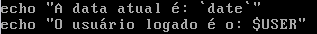 echo "A data atual é: `date`"
echo "O usuário logado é o: $USER"